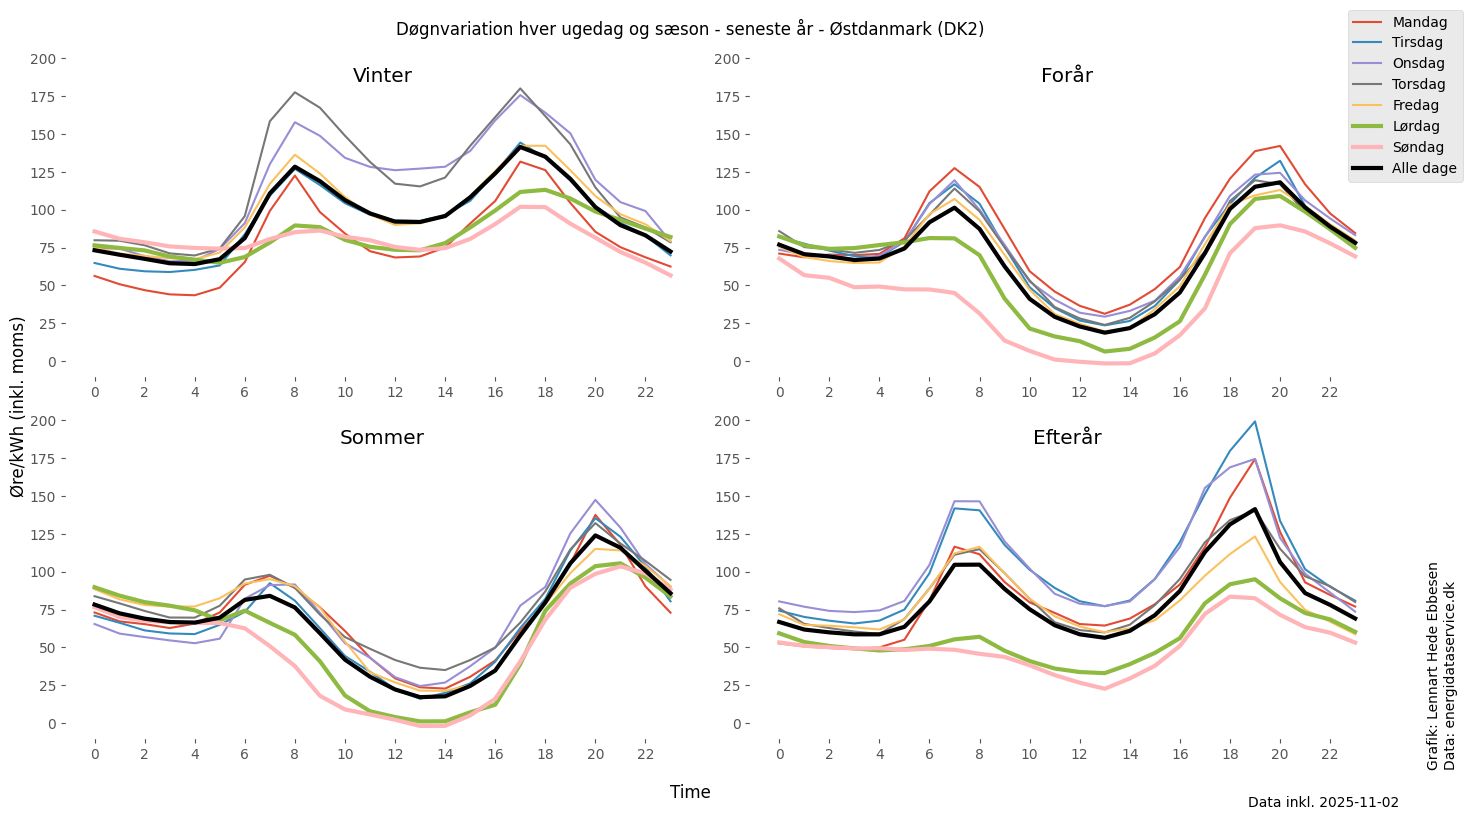 Døgnvariation hver ugedag og sæson - seneste år - Østdanmark (DK2)
Mandag
Tirsdag
Onsdag
Torsdag
Fredag
Lørdag
Søndag
Alle dage
Øre/kWh (inkl. moms)
Vinter
200
175
150
125
100
75
50
25
0
0 2 4 6 8 10 12 14 16 18 20 22
Forår
200
175
150
125
100
75
50
25
0
0 2 4 6 8 10 12 14 16 18 20 22
Sommer
200
175
150
125
100
75
50
25
0
0 2 4 6 8 10 12 14 16 18 20 22
Efterår
200
175
150
125
100
75
50
25
0
0 2 4 6 8 10 12 14 16 18 20 22
Time
Grafik: Lennart Hede Ebbesen
Data: energidataservice.dk
Data inkl. 2025-11-02